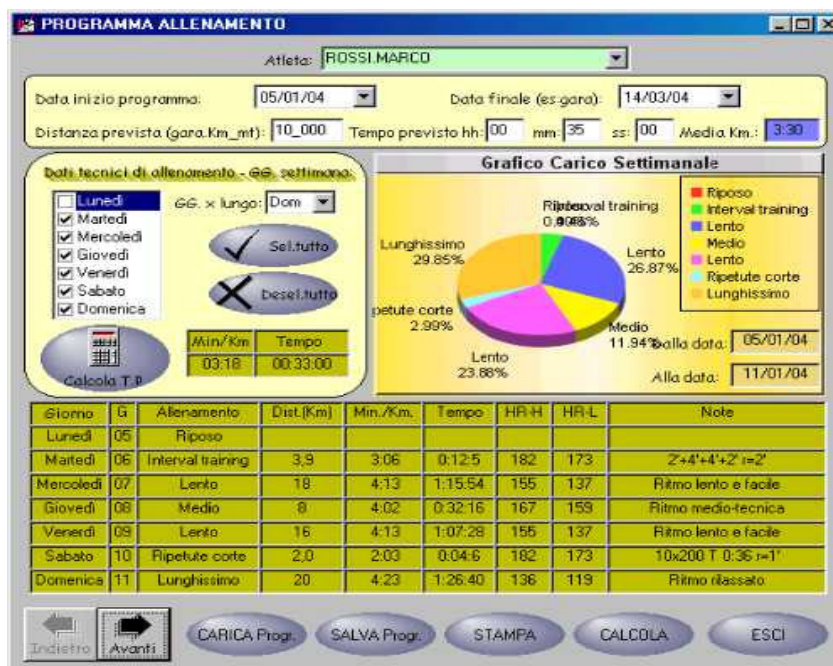 PROGRAMMA ALLENAMENTO
Atleta: ROSSI.MARCO
Data inizio programma: 05/01/04 Data finale (es.gara): 14/03/04
Distanza prevista (gara.Km_mt): 10_000 Tempo previsto hh: 00 mm: 35 ss: 00 Media Km.: 3:30
Dati tecnici di allenamento - GG. settimana:
Lunedì
Martedì
Mercoledì
Giovedì
Venerdì
Sabato
Domenica
GG. x lungo: Dom
Sel.tutto
Desel.tutto
Calcola T.P.
Min/Km Tempo
03:18 00:33:00
Grafico Carico Settimanale
Interval training
Lento
26.87%
Medio
11.94%
Lento
23.88%
petute corte
2.99%
Lunghissimo
29.85%
Riposo
Interval training
Lento
Medio
Lento
Ripetute corte
Lunghissimo
Dalla data: 05/01/04
Alla data: 11/01/04
Giorno G Allenamento Dist.(Km) Min./Km. Tempo HR-H HR-L Note
Lunedì 05 Riposo
Martedì 06 Interval training 3,9 3:06 0:12:5 182 173 2'+4'+4'+2' r=2'
Mercoledì 07 Lento 18 4:13 1:15:54 155 137 Ritmo lento e facile
Giovedì 08 Medio 8 4:02 0:32:16 167 159 Ritmo medio-tecnica
Venerdì 09 Lento 16 4:13 1:07:28 155 137 Ritmo lento e facile
Sabato 10 Ripetute corte 2,0 2:03 0:04:6 182 173 10x200 T 0:36 r=1'
Domenica 11 Lunghissimo 20 4:23 1:26:40 136 119 Ritmo rilassato
Indietro
Avanti
CARICA Progr.
SALVA Progr.
STAMPA
CALCOLA
ESCI